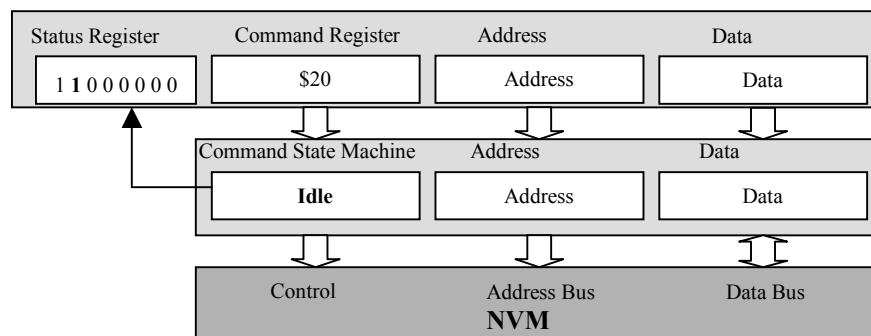 Status Register Command Register Address Data
1 1 0 0 0 0 0 0 $20 Address Data
Command State Machine Address Data
Idle Address Data
Control Address Bus Data Bus
NVM